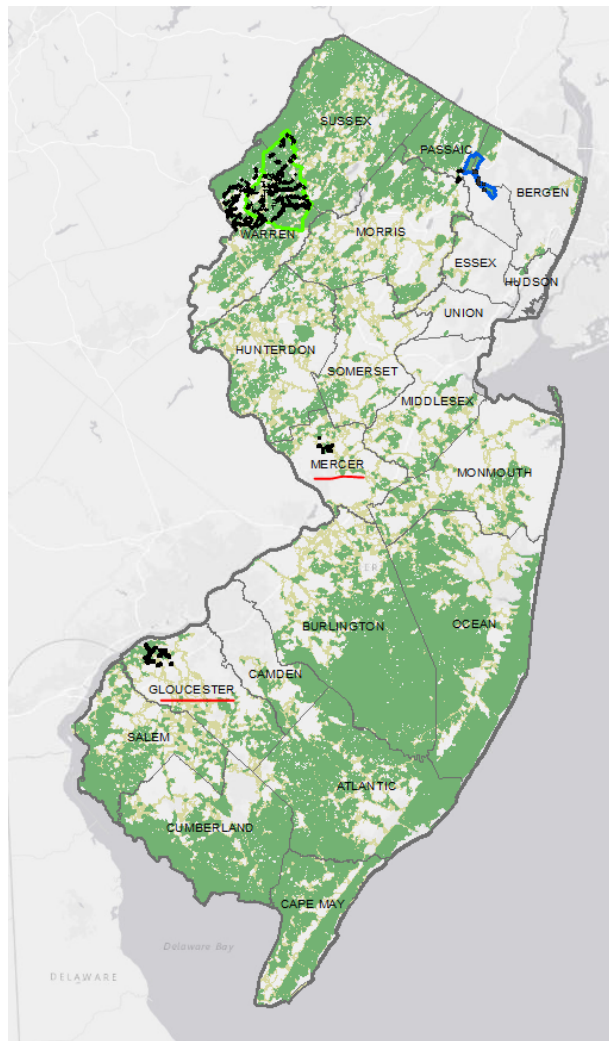 SUSSEX
PASSAIC
BERGEN
WARREN
MORRIS
ESSEX
HUDSON
UNION
HUNTERDON
SOMERSET
MIDDLESEX
MERCER
MONMOUTH
BURLINGTON
OCEAN
GLOUCESTER
CAMDEN
SALEM
ATLANTIC
CUMBERLAND
CAPE MAY
Delaware Bay
DELAWARE